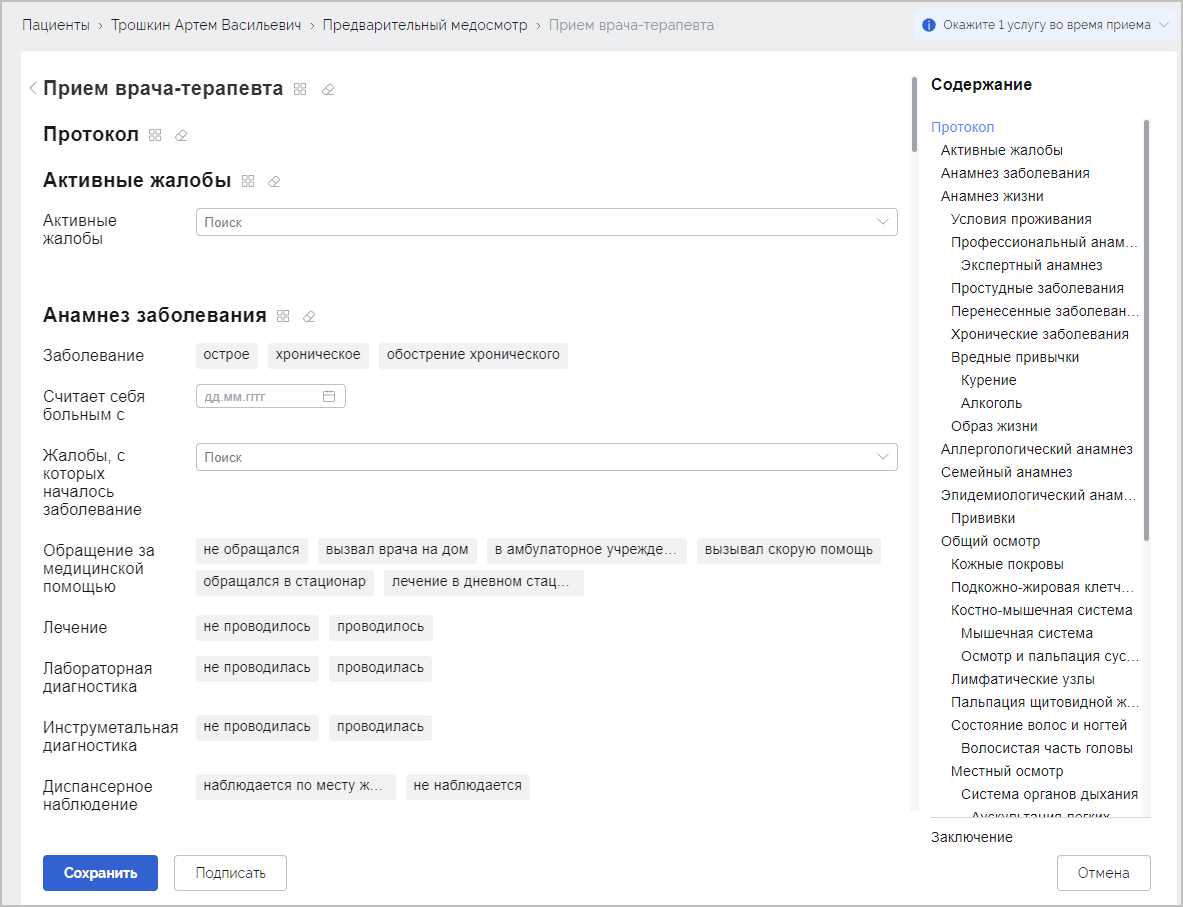 Пациенты > Трошкин Артем Васильевич > Предварительный медосмотр > Прием врача-терапевта
Окажите 1 услугу во время приема
Прием врача-терапевта
Протокол
Активные жалобы
Активные
жалобы
Поиск
Анамнез заболевания
Заболевание
острое хроническое обострение хронического
Считает себя
больным с
дд.мм.гггг
Жалобы, с
которых
началось
заболевание
Поиск
Обращение за
медицинской
помощью
не обращался вызвал врача на дом в амбулаторное учрежде... вызывал скорую помощь
обращался в стационар лечение в дневном стац...
Лечение
не проводилось проводилось
Лабораторная
диагностика
не проводилась проводилась
Инструметальная
диагностика
не проводилась проводилась
Диспансерное
наблюдение
наблюдается по месту ж... не наблюдается
Сохранить Подписать
Содержание
Протокол
Активные жалобы
Анамнез заболевания
Анамнез жизни
Условия проживания
Профессиональный анам...
Экспертный анамнез
Простудные заболевания
Перенесенные заболеван...
Хронические заболевания
Вредные привычки
Курение
Алкоголь
Образ жизни
Аллергологический анамнез
Семейный анамнез
Эпидемиологический анам...
Прививки
Общий осмотр
Кожные покровы
Подкожно-жировая клетч...
Костно-мышечная система
Мышечная система
Осмотр и пальпация сус...
Лимфатические узлы
Пальпация щитовидной ж...
Состояние волос и ногтей
Волосистая часть головы
Местный осмотр
Система органов дыхания
Аускультация легких
Заключение
Отмена